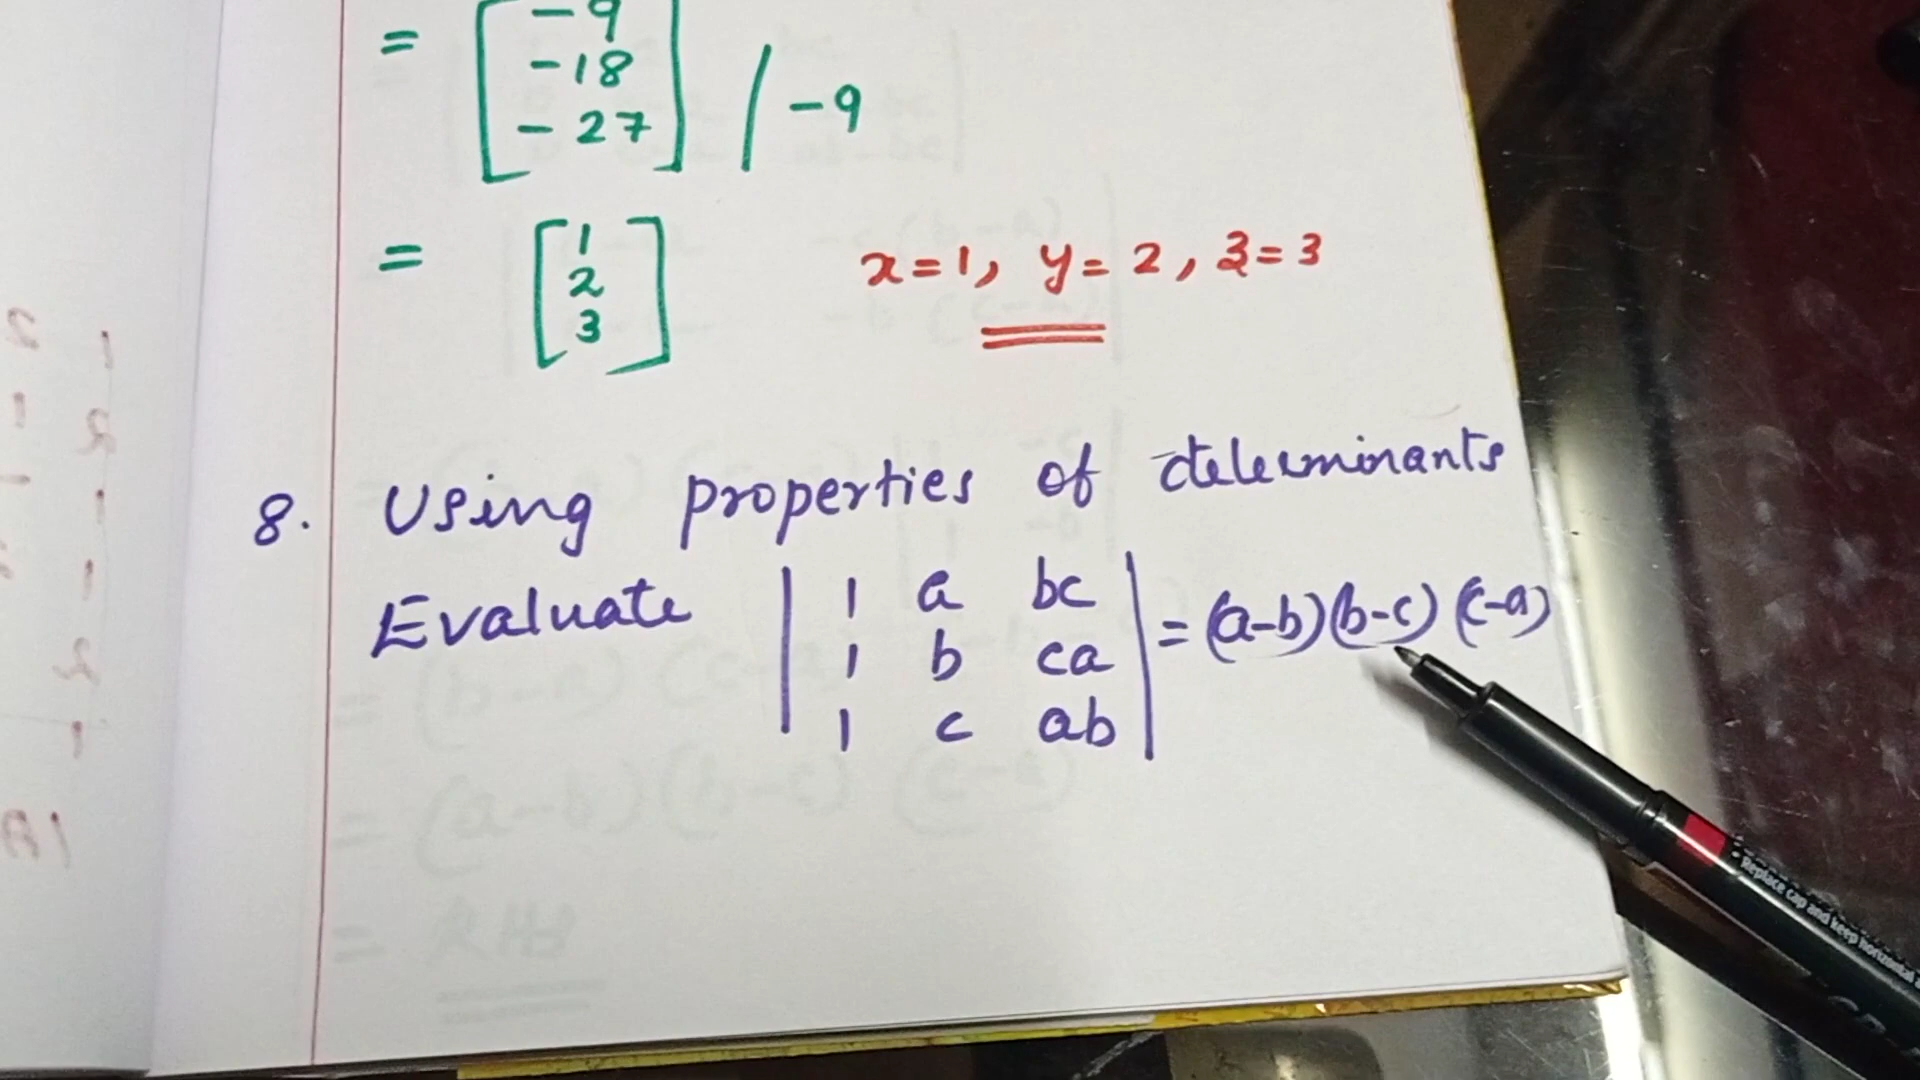 = [ -9
-18
-27 ] / -9
= [ 1
2
3 ] x=1, y=2, z=3
8. Using properties of determinants
Evaluate | 1 a bc | = (a-b)(b-c)(c-a)
1 b ca
1 c ab
Replace cap and keep horizontal